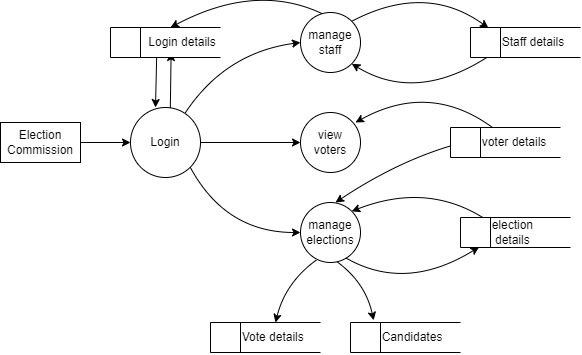 Login details
manage
staff
Staff details
Election
Commission
Login
view
voters
voter details
manage
elections
election
details
Vote details
Candidates